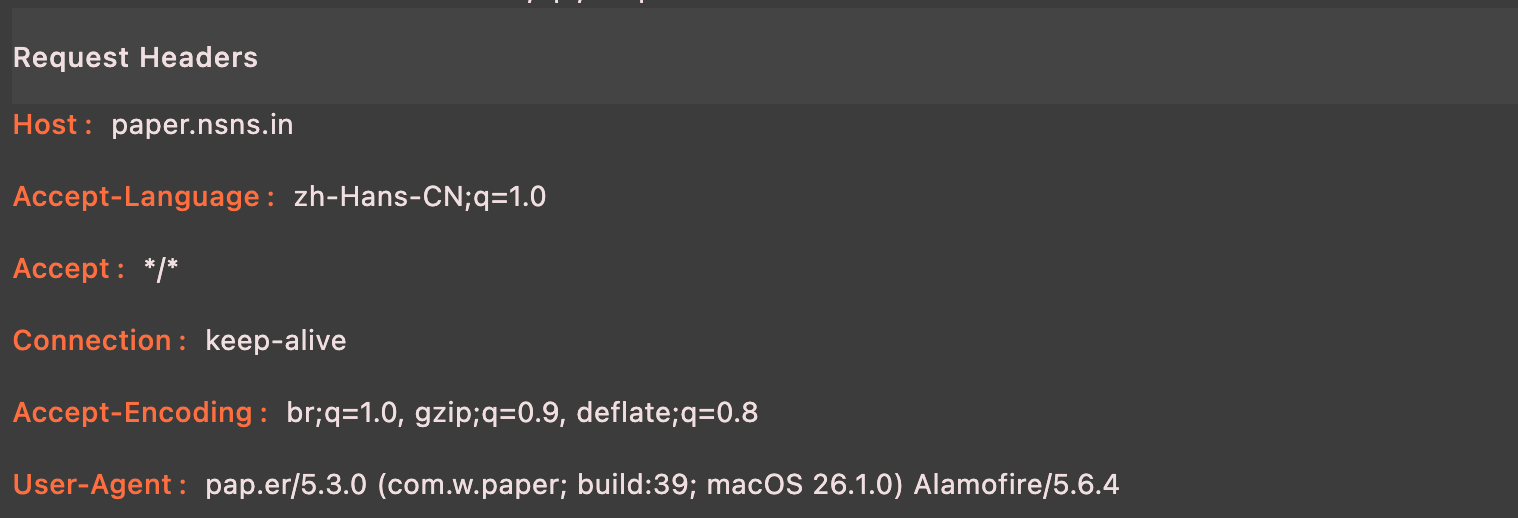 Request Headers
Host : paper.nsns.in
Accept-Language : zh-Hans-CN;q=1.0
Accept : */*
Connection : keep-alive
Accept-Encoding : br;q=1.0, gzip;q=0.9, deflate;q=0.8
User-Agent : pap.er/5.3.0 (com.w.paper; build:39; macOS 26.1.0) Alamofire/5.6.4